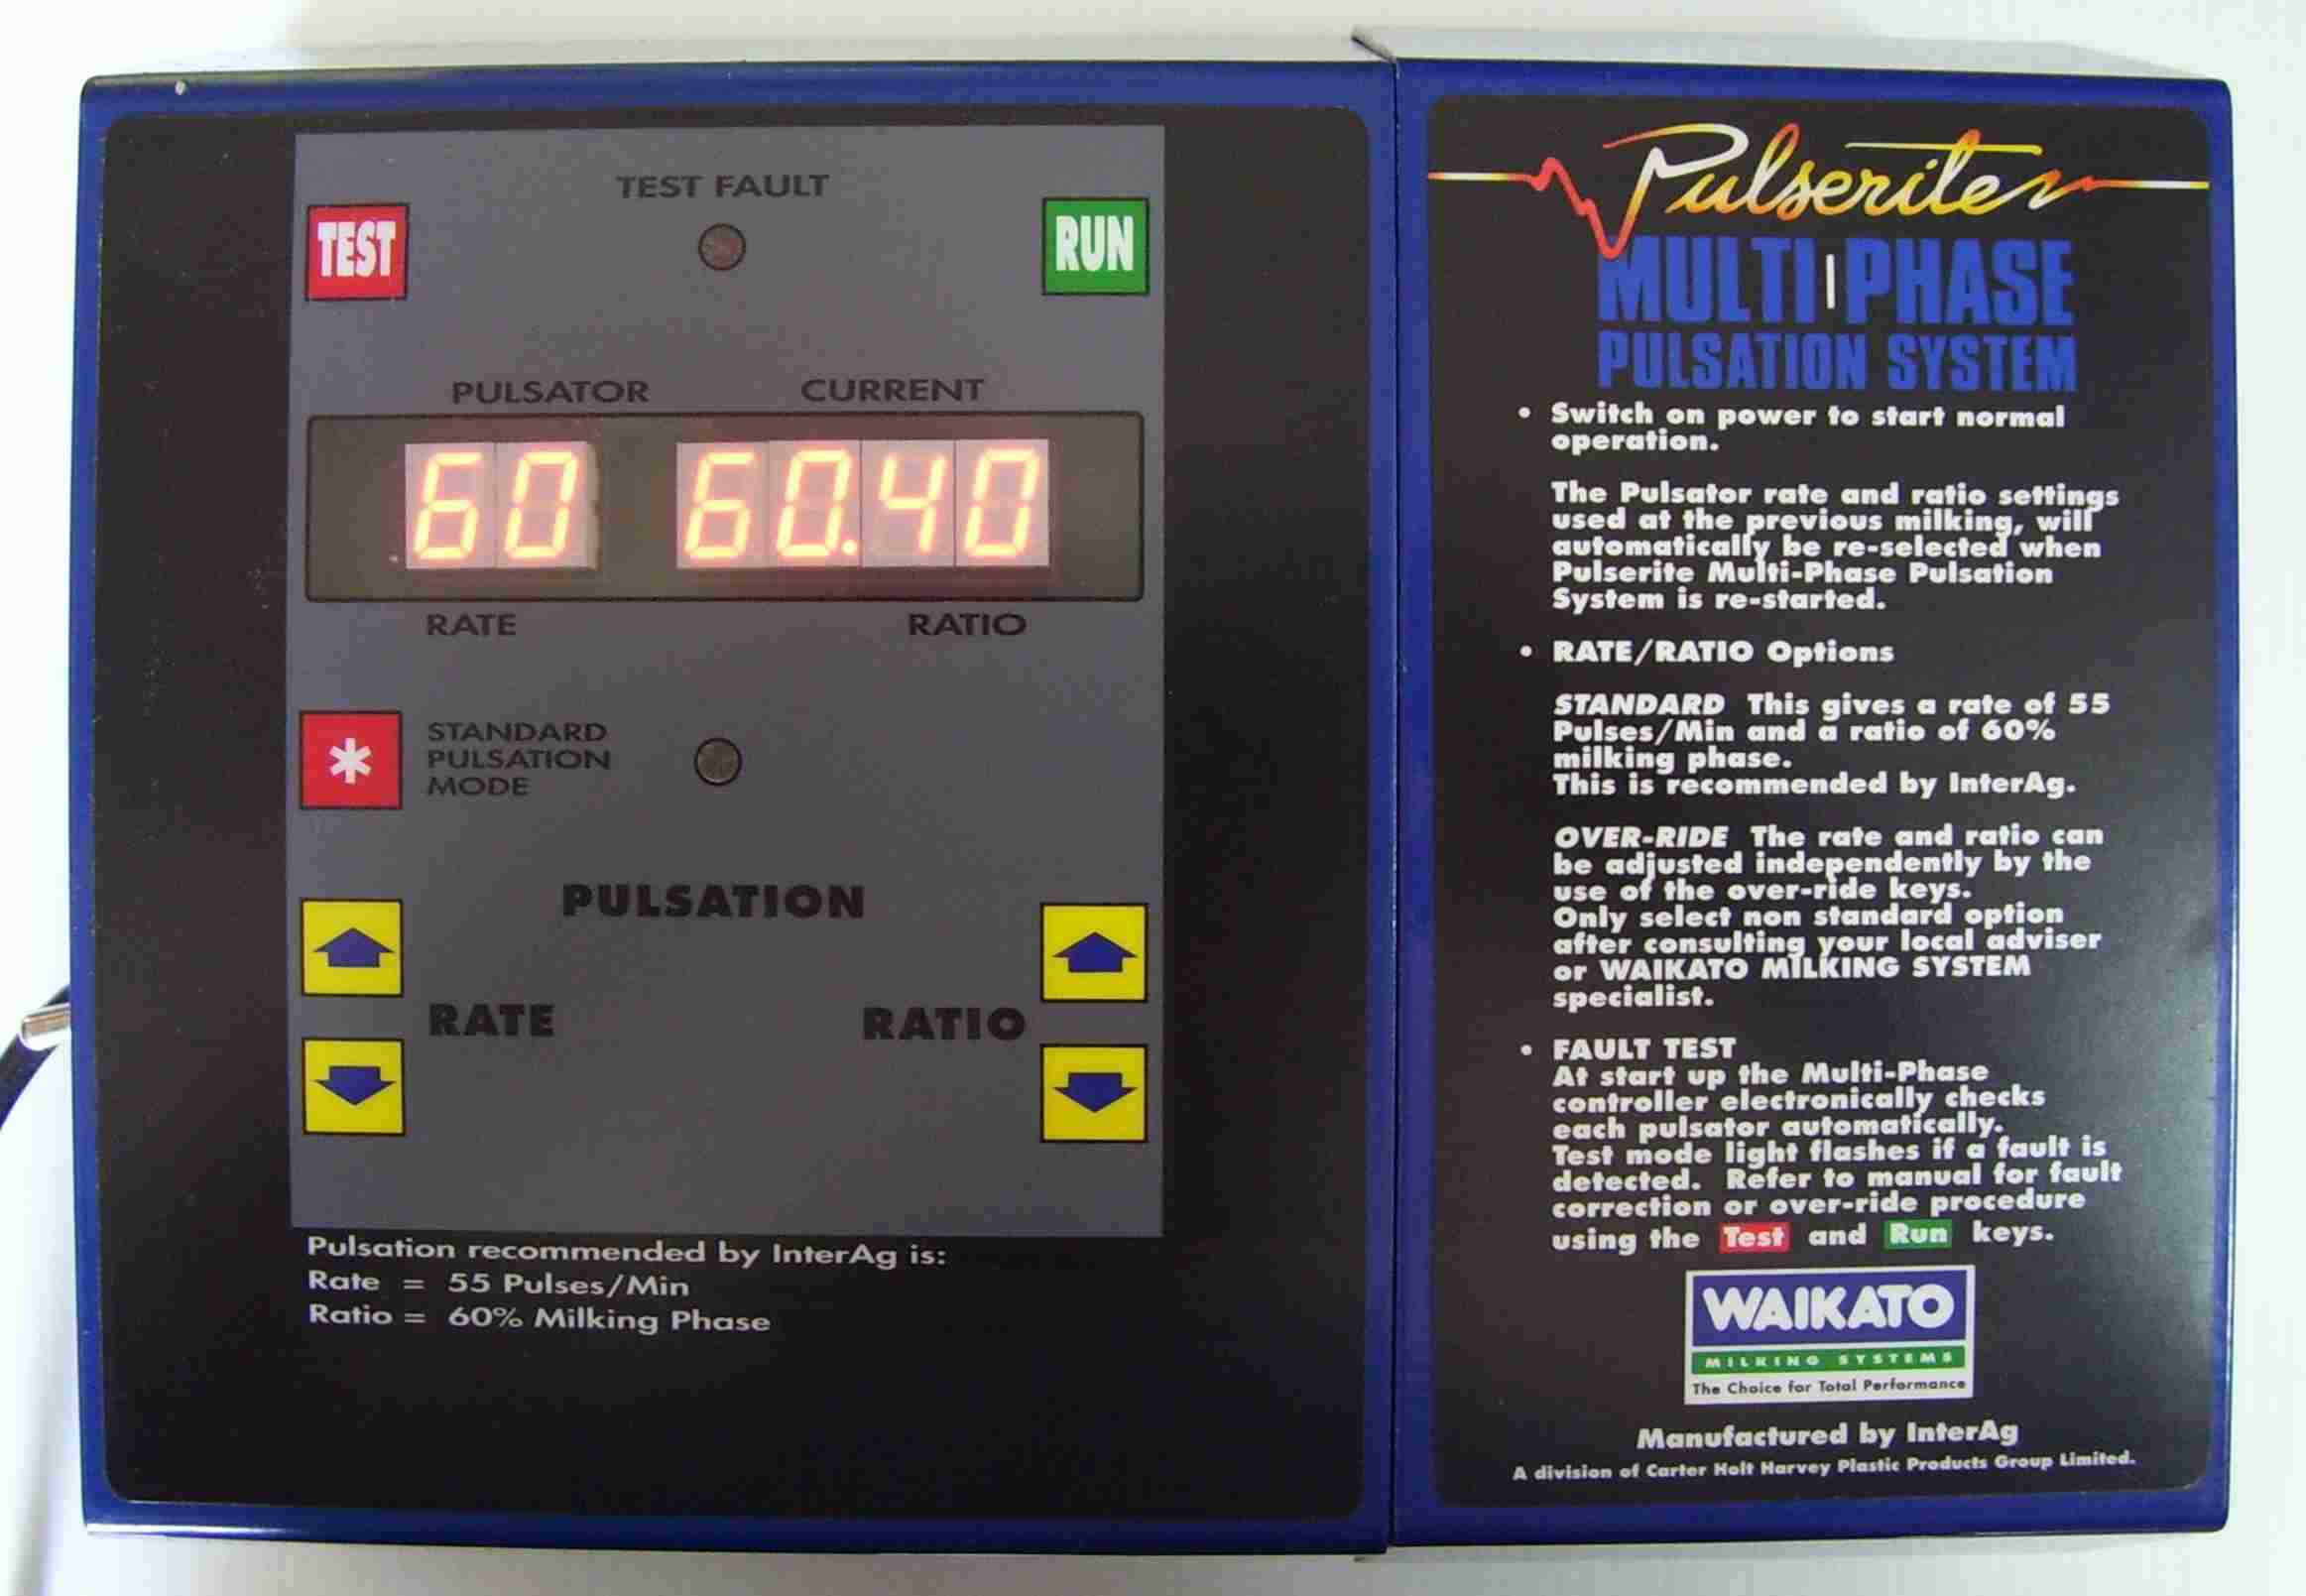 TEST FAULT
TEST
RUN
PULSATOR CURRENT
60 60.40
RATE RATIO
*
STANDARD
PULSATION
MODE
PULSATION
RATE RATIO
Pulsation recommended by InterAg is:
Rate = 55 Pulses/Min
Ratio = 60% Milking Phase
Pulserite
MULTI PHASE
PULSATION SYSTEM
• Switch on power to start normal
operation.
The Pulsator rate and ratio settings
used at the previous milking, will
automatically be re-selected when
Pulserite Multi-Phase Pulsation
System is re-started.
• RATE/RATIO Options
STANDARD This gives a rate of 55
Pulses/Min and a ratio of 60%
milking phase.
This is recommended by InterAg.
OVER-RIDE The rate and ratio can
be adjusted independently by the
use of the over-ride keys.
Only select non standard option
after consulting your local adviser
or WAIKATO MILKING SYSTEM
specialist.
• FAULT TEST
At start up the Multi-Phase
controller electronically checks
each pulsator automatically.
Test mode light flashes if a fault is
detected. Refer to manual for fault
correction or over-ride procedure
using the Test and Run keys.
WAIKATO
MILKING SYSTEMS
The Choice for Total Performance
Manufactured by InterAg
A division of Carter Holt Harvey Plastic Products Group Limited.